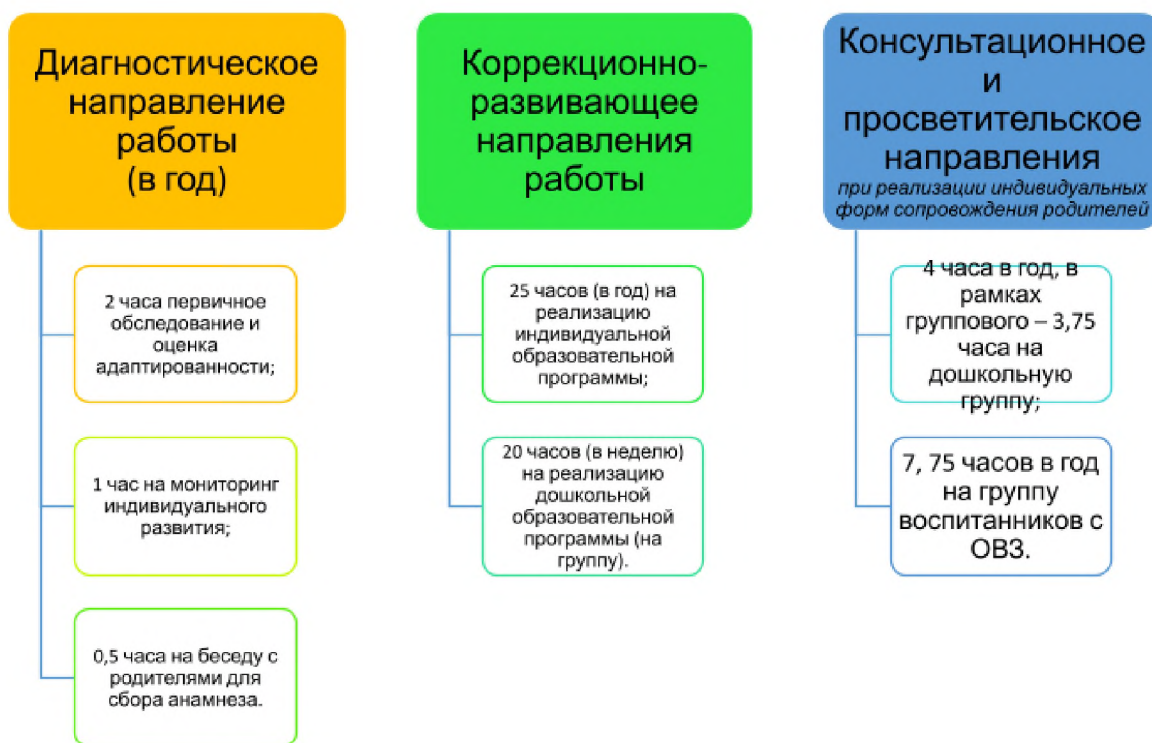 Диагностическое
направление
работы
(в год)
2 часа первичное
обследование и
оценка
адаптированности;
1 час на мониторинг
индивидуального
развития;
0,5 часа на беседу с
родителями для
сбора анамнеза.
Коррекционно-
развивающее
направления
работы
25 часов (в год) на
реализацию
индивидуальной
образовательной
программы;
20 часов (в неделю)
на реализацию
дошкольной
образовательной
программы (на
группу).
Консультационное
и
просветительское
направления
при реализации индивидуальных
форм сопровождения родителей
4 часа в год, в
рамках
группового – 3,75
часа на
дошкольную
группу;
7, 75 часов в год
на группу
воспитанников с
ОВЗ.